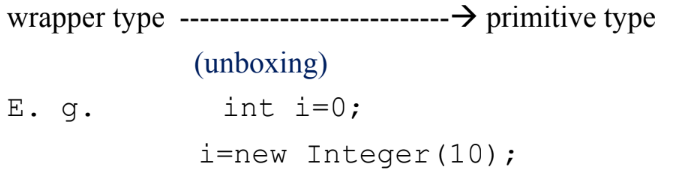 wrapper type ---------------------------→ primitive type
(unboxing)
E. g. int i=0;
i=new Integer(10);